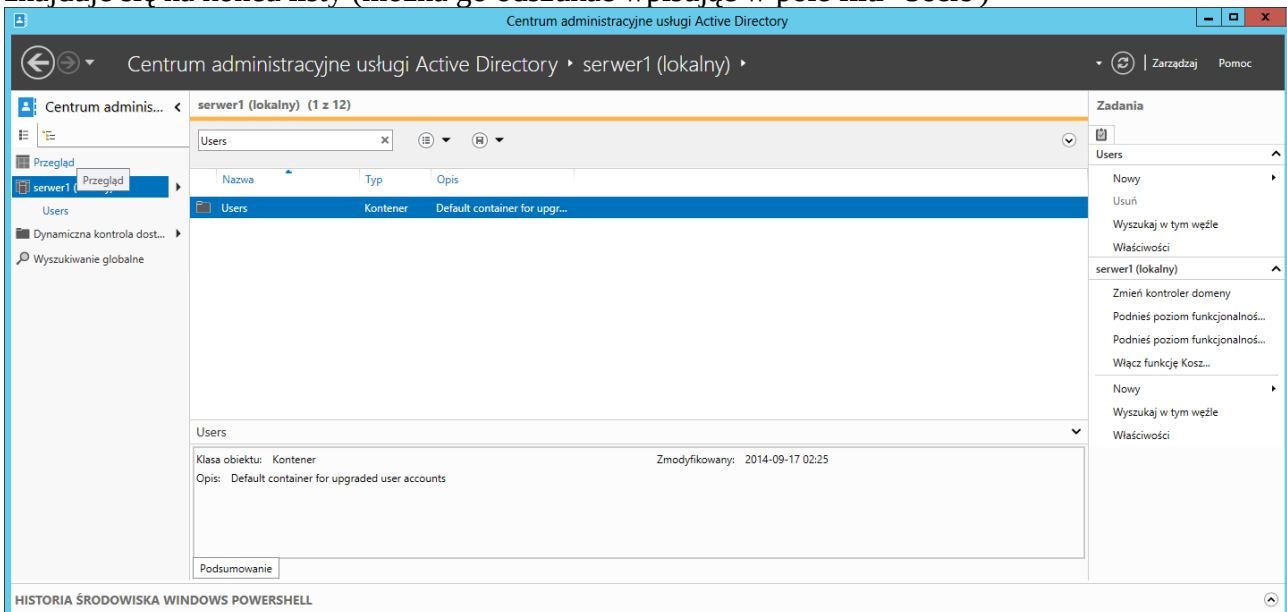 znajduje się na końcu listy (można go odszukać wpisując w pole filtr "Users")
Centrum administracyjne usługi Active Directory
Centrum administracyjne usługi Active Directory ‣ serwer1 (lokalny) ‣
Zarządzaj Pomoc
Centrum adminis...
Przegląd
Przegląd
serwer1 (
Users
Dynamiczna kontrola dost...
Wyszukiwanie globalne
serwer1 (lokalny) (1 z 12)
Users
Nazwa Typ Opis
Users Kontener Default container for upgr...
Users
Klasa obiektu: Kontener Zmodyfikowany: 2014-09-17 02:25
Opis: Default container for upgraded user accounts
Podsumowanie
Zadania
Users
Nowy
Usuń
Wyszukaj w tym węźle
Właściwości
serwer1 (lokalny)
Zmień kontroler domeny
Podnieś poziom funkcjonalnoś...
Podnieś poziom funkcjonalnoś...
Włącz funkcję Kosz...
Nowy
Wyszukaj w tym węźle
Właściwości
HISTORIA ŚRODOWISKA WINDOWS POWERSHELL